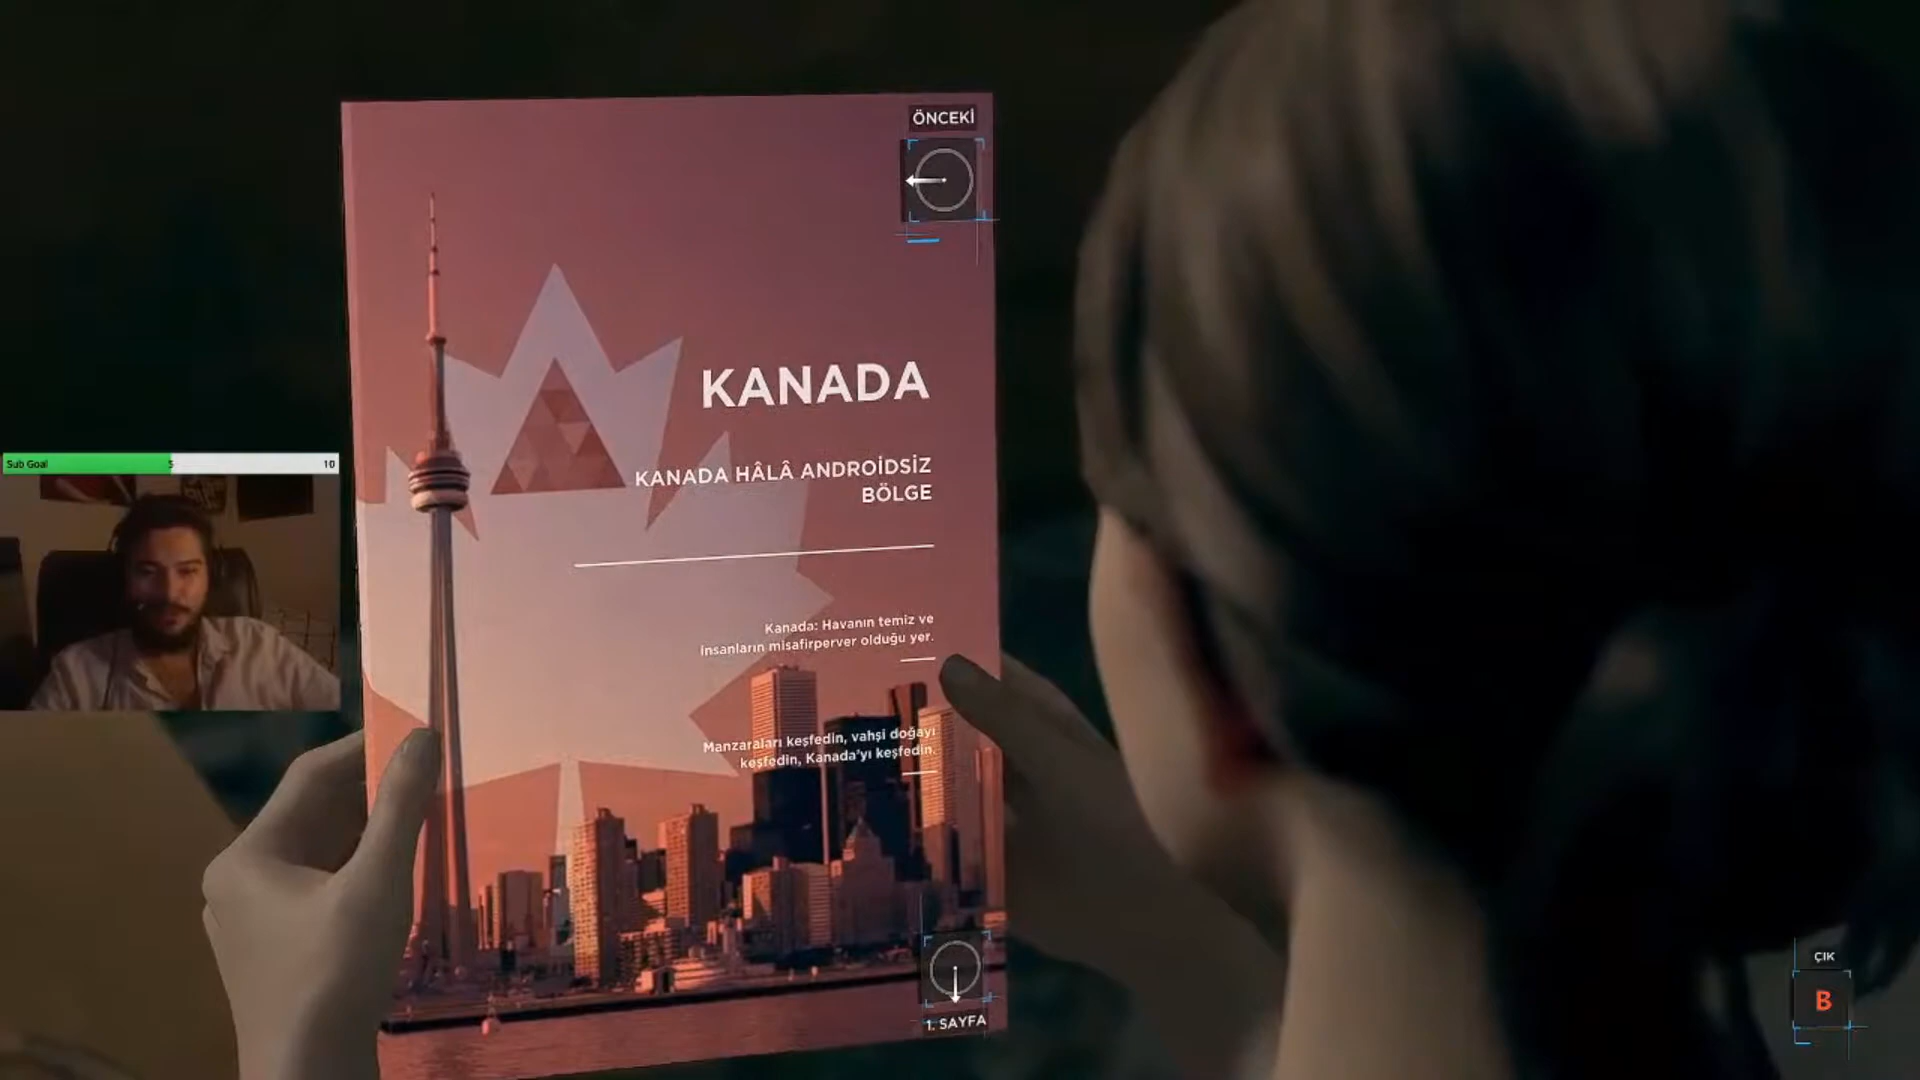 ÖNCEKİ
KANADA
KANADA HÂLÂ ANDROİDSİZ
BÖLGE
Sub Goal 5 10
Kanada: Havanın temiz ve
insanların misafirperver olduğu yer.
Manzaraları keşfedin, vahşi doğayı
keşfedin, Kanada'yı keşfedin.
1. SAYFA
ÇIK
B